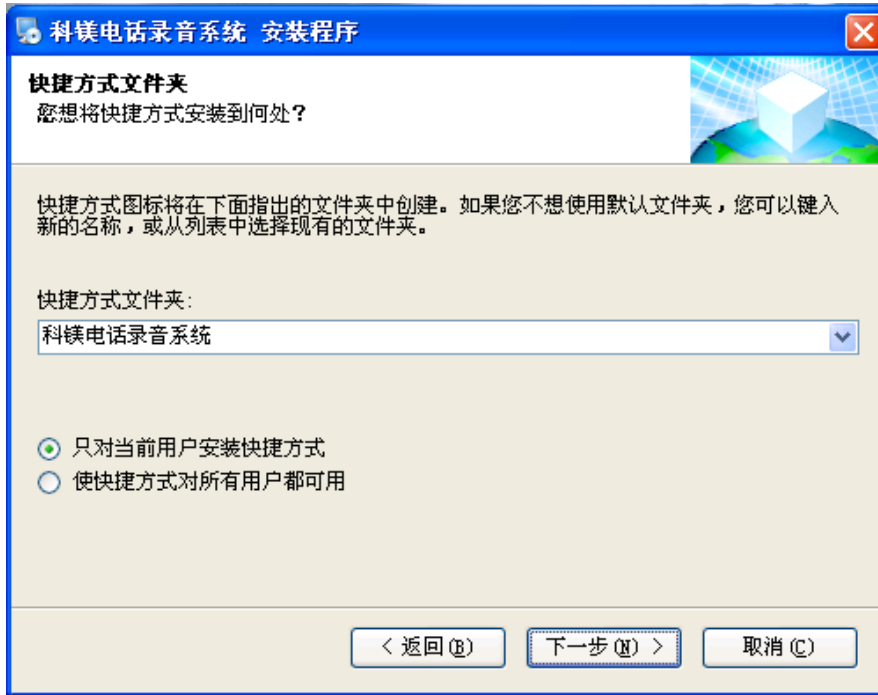 科镁电话录音系统 安装程序
快捷方式文件夹
您想将快捷方式安装到何处?
快捷方式图标将在下面指出的文件夹中创建。如果您不想使用默认文件夹,您可以键入
新的名称,或从列表中选择现有的文件夹。
快捷方式文件夹:
科镁电话录音系统
只对当前用户安装快捷方式
使快捷方式对所有用户都可用
< 返回(B) 下一步(N) > 取消(C)